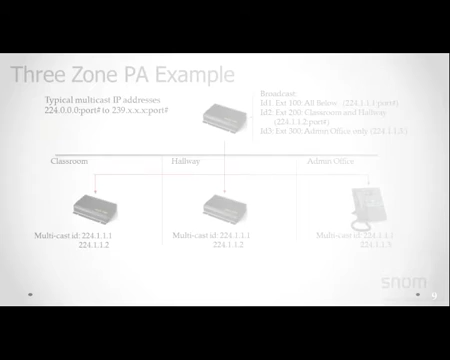 Three Zone PA Example
Typical multicast IP addresses
224.0.0.0:port# to 239.x.x.x:port#
Broadcast:
Id1: Ext 100: All Below (224.1.1.1 port#)
Id2: Ext 200: Classroom and Hallway
(224.1.1.2 port#)
Id3: Ext 300: Admin Office only (224.1.1.3)
Classroom
Hallway
Admin Office
Multi-cast id: 224.1.1.1
224.1.1.2
Multi-cast id: 224.1.1.1
224.1.1.2
Multi-cast id: 224.1.1.1
224.1.1.3
snom
9